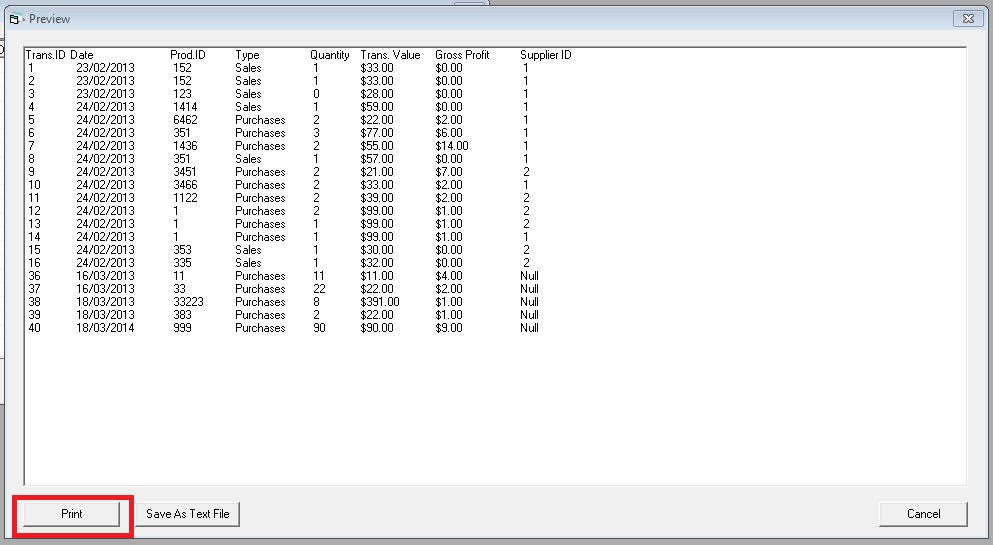 Preview
Trans.ID Date Prod.ID Type Quantity Trans. Value Gross Profit Supplier ID
1 23/02/2013 152 Sales 1 $33.00 $0.00 1
2 23/02/2013 152 Sales 1 $33.00 $0.00 1
3 23/02/2013 123 Sales 0 $28.00 $0.00 1
4 24/02/2013 1414 Sales 1 $59.00 $0.00 1
5 24/02/2013 6462 Purchases 2 $22.00 $2.00 1
6 24/02/2013 351 Purchases 3 $77.00 $6.00 1
7 24/02/2013 1436 Purchases 2 $55.00 $14.00 1
8 24/02/2013 351 Sales 1 $57.00 $0.00 1
9 24/02/2013 3451 Purchases 2 $21.00 $7.00 2
10 24/02/2013 3466 Purchases 2 $33.00 $2.00 1
11 24/02/2013 1122 Purchases 2 $39.00 $2.00 2
12 24/02/2013 1 Purchases 2 $99.00 $1.00 2
13 24/02/2013 1 Purchases 1 $99.00 $1.00 2
14 24/02/2013 1 Purchases 1 $99.00 $1.00 1
15 24/02/2013 353 Sales 1 $30.00 $0.00 2
16 24/02/2013 335 Sales 1 $32.00 $0.00 2
36 16/03/2013 11 Purchases 11 $11.00 $4.00 Null
37 16/03/2013 33 Purchases 22 $22.00 $2.00 Null
38 18/03/2013 33223 Purchases 8 $391.00 $1.00 Null
39 18/03/2013 383 Purchases 2 $22.00 $1.00 Null
40 18/03/2014 999 Purchases 90 $90.00 $9.00 Null
Print Save As Text File Cancel